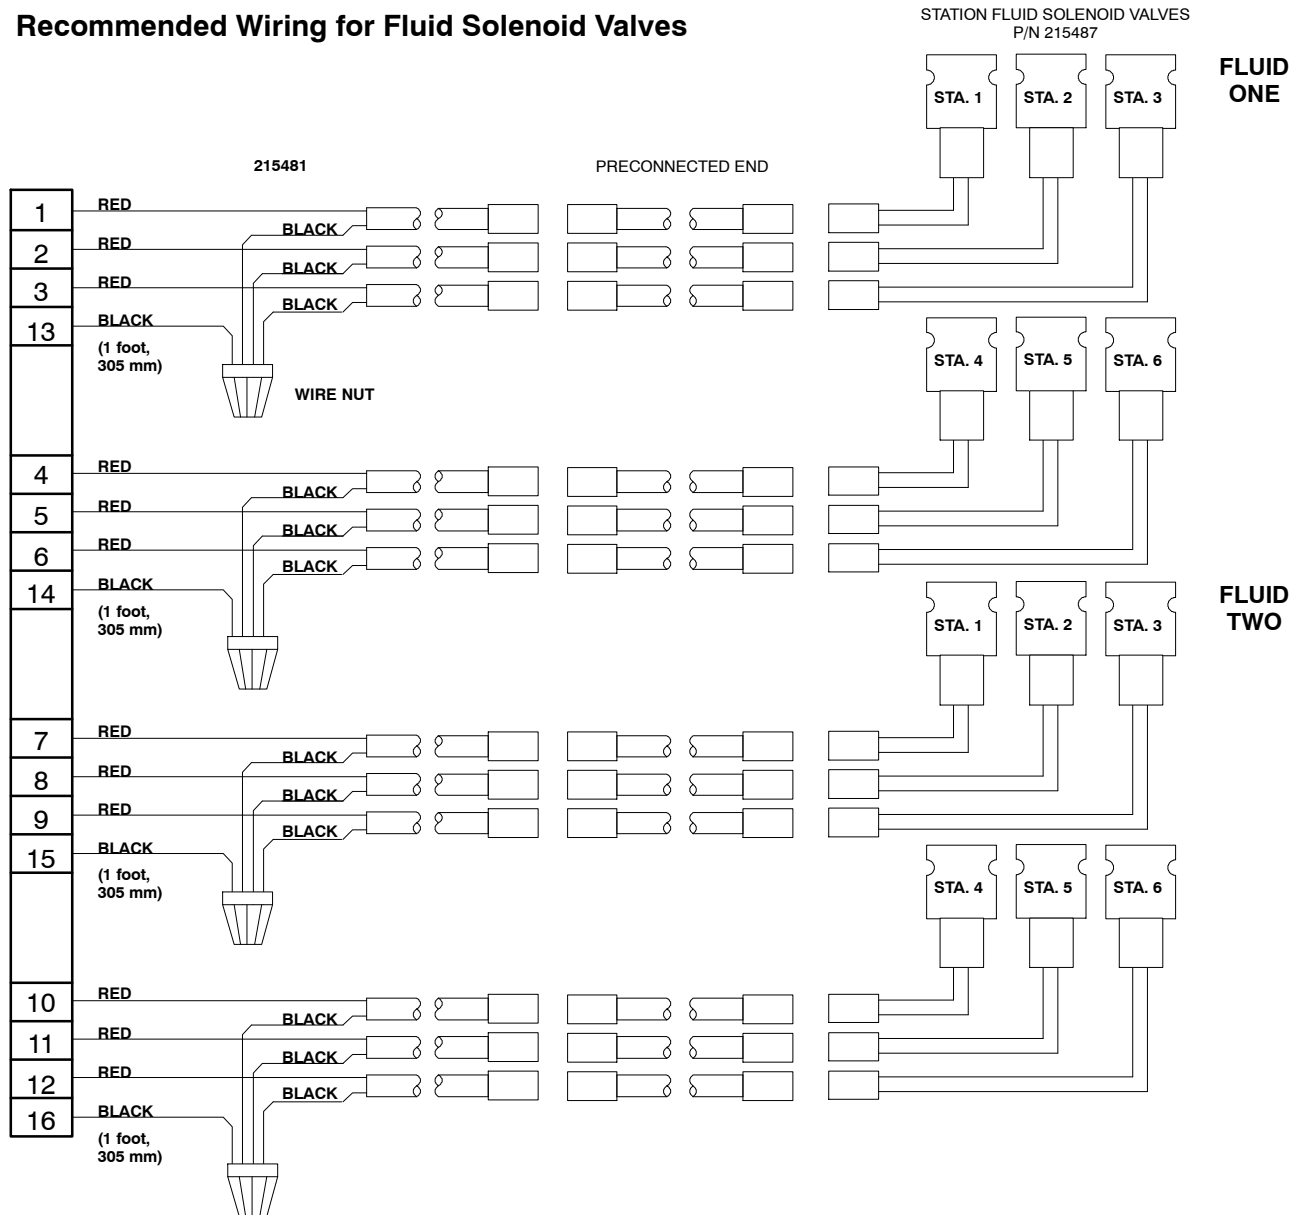 Recommended Wiring for Fluid Solenoid Valves
STATION FLUID SOLENOID VALVES
P/N 215487
FLUID
ONE
STA. 1
STA. 2
STA. 3
215481
PRECONNECTED END
1
RED
BLACK
2
RED
BLACK
3
RED
BLACK
13
BLACK
(1 foot,
305 mm)
WIRE NUT
STA. 4
STA. 5
STA. 6
4
RED
BLACK
5
RED
BLACK
6
RED
BLACK
14
BLACK
(1 foot,
305 mm)
FLUID
TWO
STA. 1
STA. 2
STA. 3
7
RED
BLACK
8
RED
BLACK
9
RED
BLACK
15
BLACK
(1 foot,
305 mm)
STA. 4
STA. 5
STA. 6
10
RED
BLACK
11
RED
BLACK
12
RED
BLACK
16
BLACK
(1 foot,
305 mm)